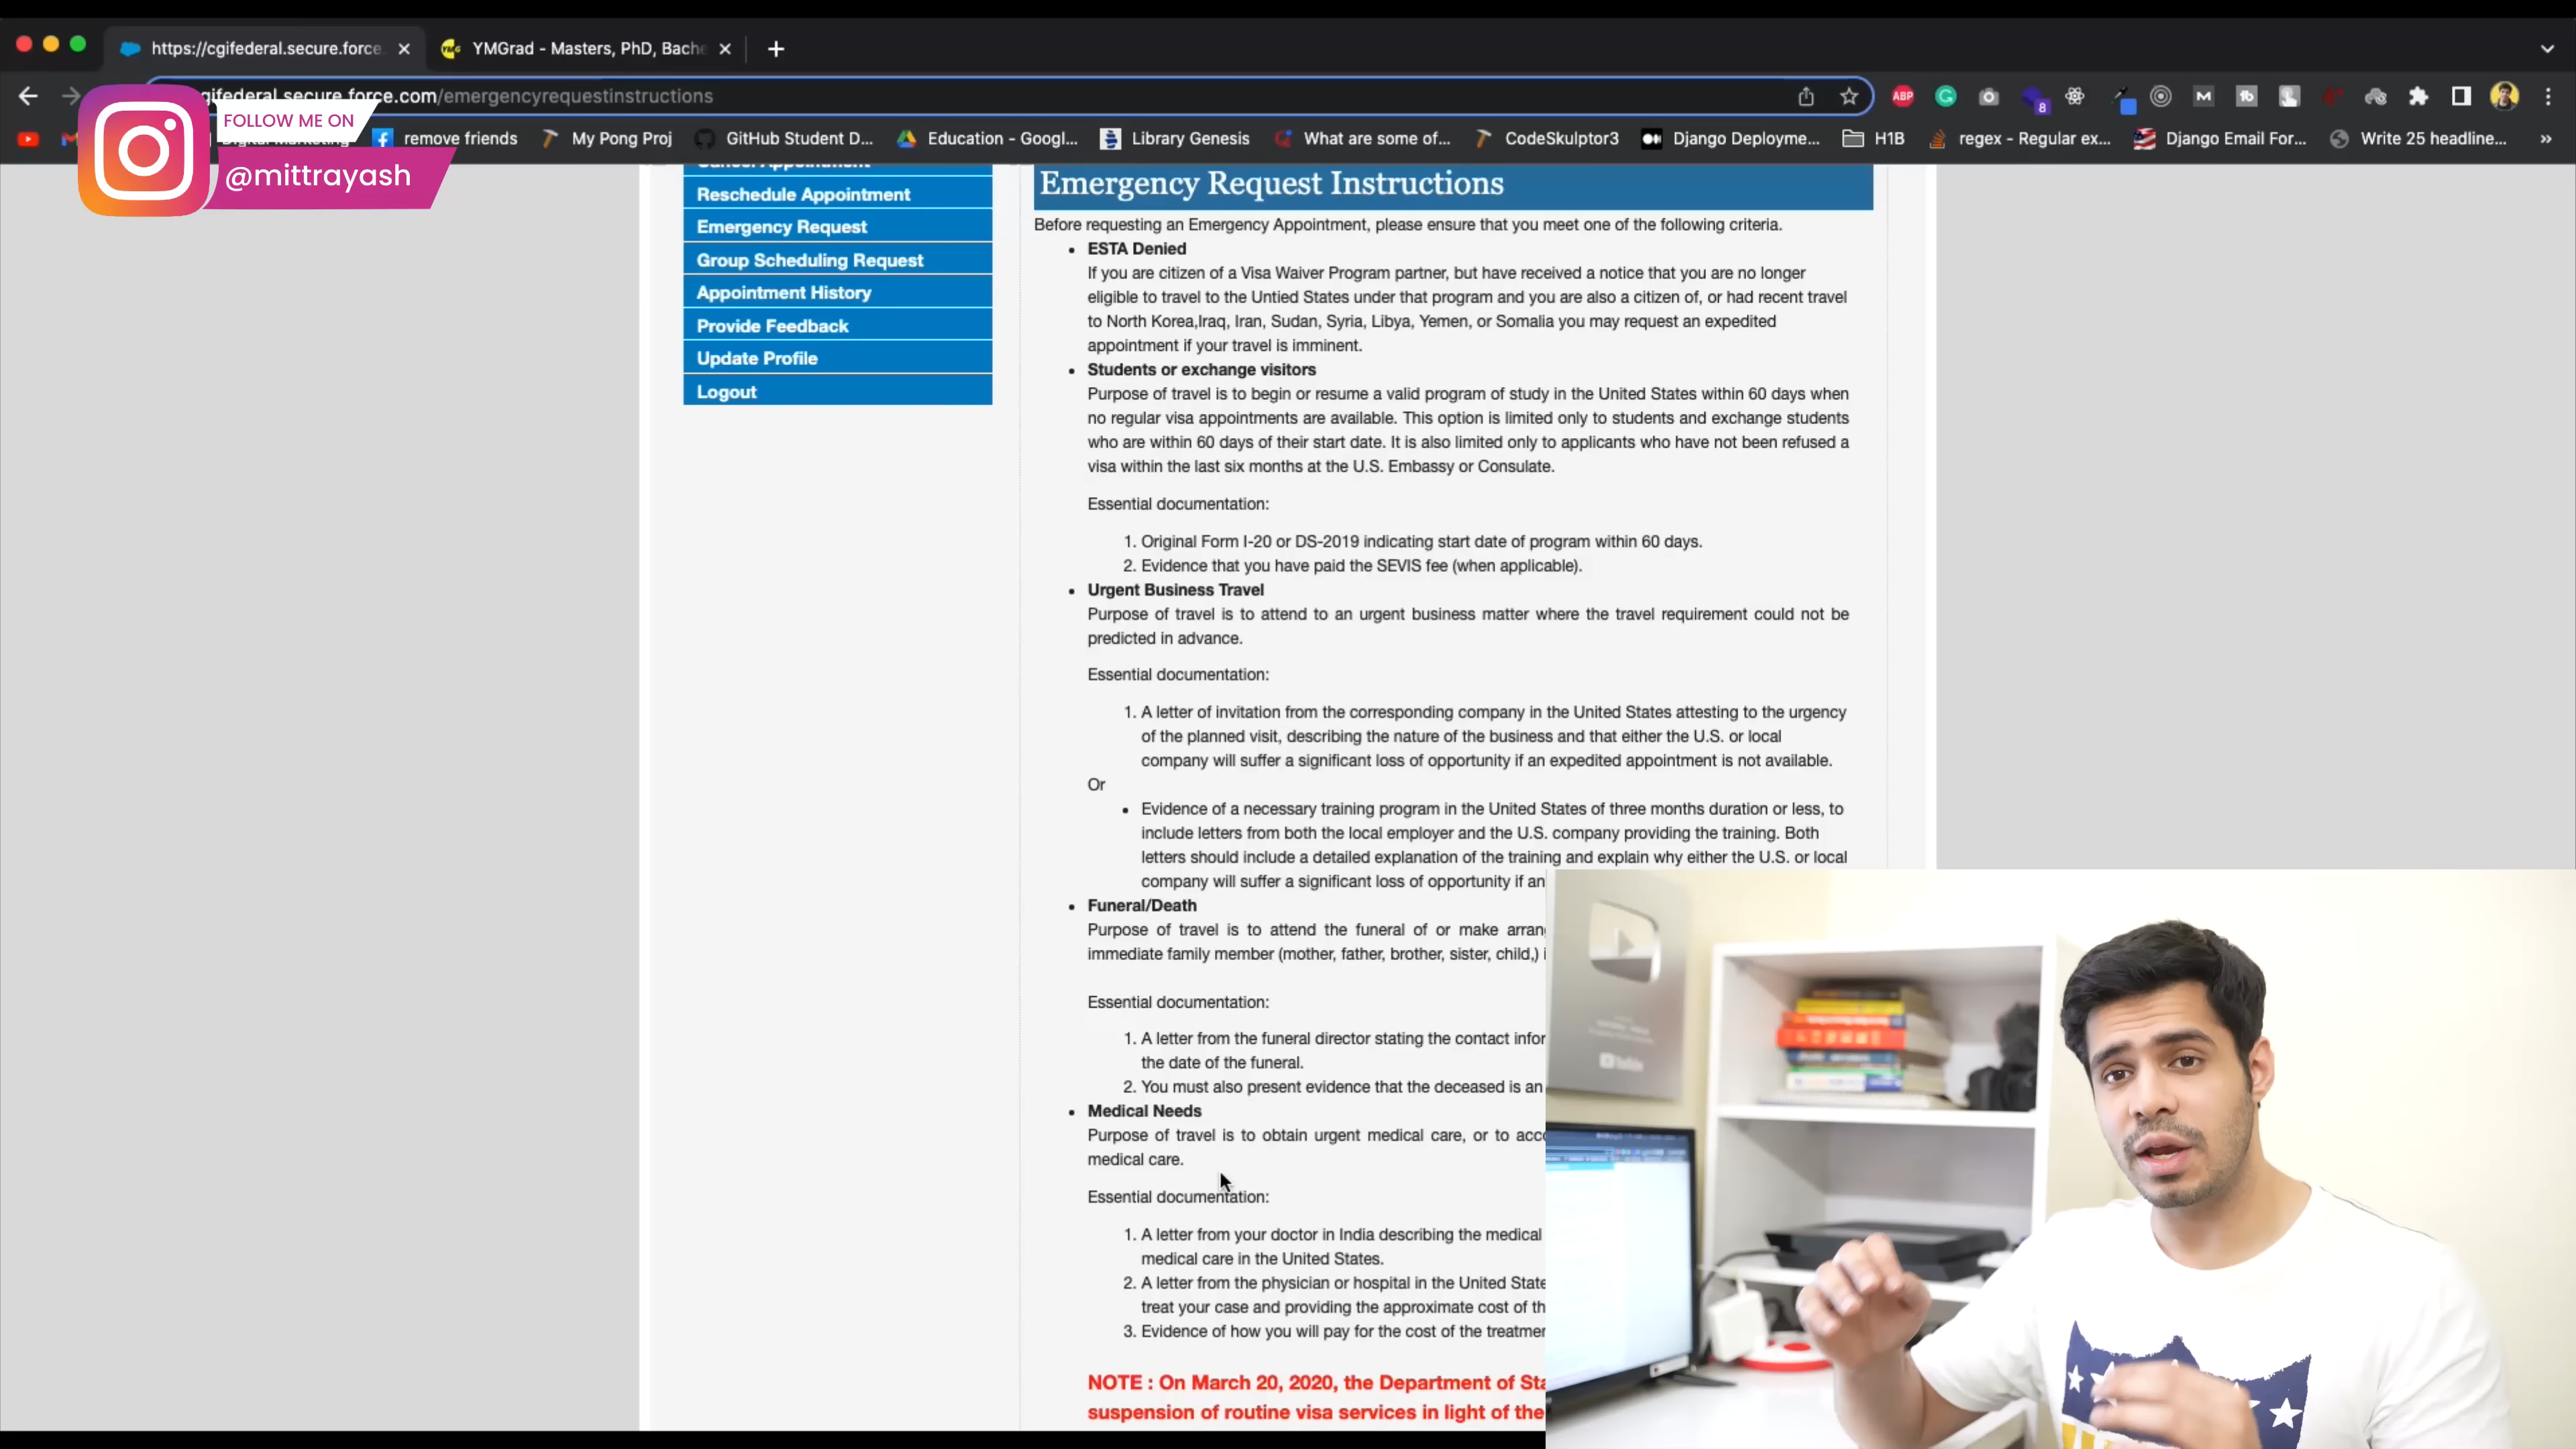 https://cgifederal.secure.force.
YMGrad - Masters, PhD, Bache
gifederal.secure.force.com/emergencyrequestinstructions
ABP
8
FOLLOW ME ON
@mittrayash
Digital Marketing
remove friends
My Pong Proj
GitHub Student D...
Education - Googl...
Library Genesis
What are some of...
CodeSkulptor3
Django Deployme...
H1B
regex - Regular ex...
Django Email For...
Write 25 headline...
Cancel Appointment
Reschedule Appointment
Emergency Request
Group Scheduling Request
Appointment History
Provide Feedback
Update Profile
Logout
Emergency Request Instructions
Before requesting an Emergency Appointment, please ensure that you meet one of the following criteria.
• ESTA Denied
If you are citizen of a Visa Waiver Program partner, but have received a notice that you are no longer
eligible to travel to the Untied States under that program and you are also a citizen of, or had recent travel
to North Korea,Iraq, Iran, Sudan, Syria, Libya, Yemen, or Somalia you may request an expedited
appointment if your travel is imminent.
• Students or exchange visitors
Purpose of travel is to begin or resume a valid program of study in the United States within 60 days when
no regular visa appointments are available. This option is limited only to students and exchange students
who are within 60 days of their start date. It is also limited only to applicants who have not been refused a
visa within the last six months at the U.S. Embassy or Consulate.
Essential documentation:
1. Original Form I-20 or DS-2019 indicating start date of program within 60 days.
2. Evidence that you have paid the SEVIS fee (when applicable).
• Urgent Business Travel
Purpose of travel is to attend to an urgent business matter where the travel requirement could not be
predicted in advance.
Essential documentation:
1. A letter of invitation from the corresponding company in the United States attesting to the urgency
of the planned visit, describing the nature of the business and that either the U.S. or local
company will suffer a significant loss of opportunity if an expedited appointment is not available.
Or
• Evidence of a necessary training program in the United States of three months duration or less, to
include letters from both the local employer and the U.S. company providing the training. Both
letters should include a detailed explanation of the training and explain why either the U.S. or local
company will suffer a significant loss of opportunity if an
• Funeral/Death
Purpose of travel is to attend the funeral of or make arran
immediate family member (mother, father, brother, sister, child,) i
Essential documentation:
1. A letter from the funeral director stating the contact infor
the date of the funeral.
2. You must also present evidence that the deceased is an
• Medical Needs
Purpose of travel is to obtain urgent medical care, or to acco
medical care.
Essential documentation:
1. A letter from your doctor in India describing the medical
medical care in the United States.
2. A letter from the physician or hospital in the United State
treat your case and providing the approximate cost of th
3. Evidence of how you will pay for the cost of the treatmer
NOTE : On March 20, 2020, the Department of Sta
suspension of routine visa services in light of the